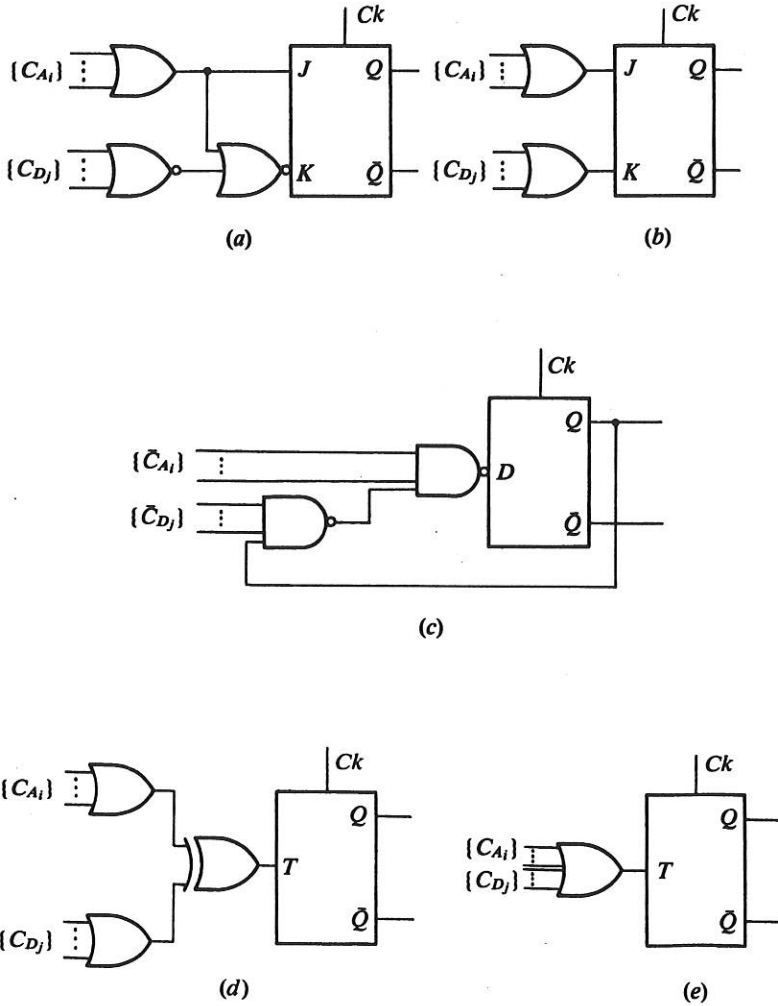 Ck Ck
{C_{A_i}} J Q {C_{A_i}} J Q
{C_{D_j}} K Q̄ {C_{D_j}} K Q̄
(a) (b)
Ck
Q
{C̄_{A_i}} D
{C̄_{D_j}} Q̄
(c)
Ck Ck
{C_{A_i}} Q Q
{C_{A_i}}
T {C_{D_j}} T
{C_{D_j}} Q̄ Q̄
(d) (e)